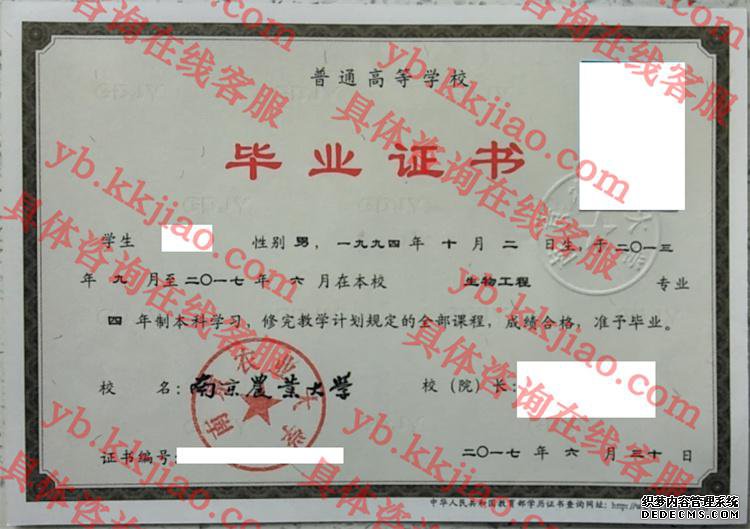 普通高等学校
毕业证书
学生 性别 男，一九九四年 十 月 二 日生，于二〇一三
年 九 月至二〇一七 年 六 月在本校 生物工程 专业
四 年制本科学习，修完教学计划规定的全部课程，成绩合格，准予毕业。
校 名：南京農業大學 校（院）长：
南京农业大学
证书编号： 二〇一七 年 六 月 三十 日
中华人民共和国教育部学历证书查询网址：http://
具体咨询在线客服
yb.kkjiao.com
织梦内容管理系统
DEDECMS.COM